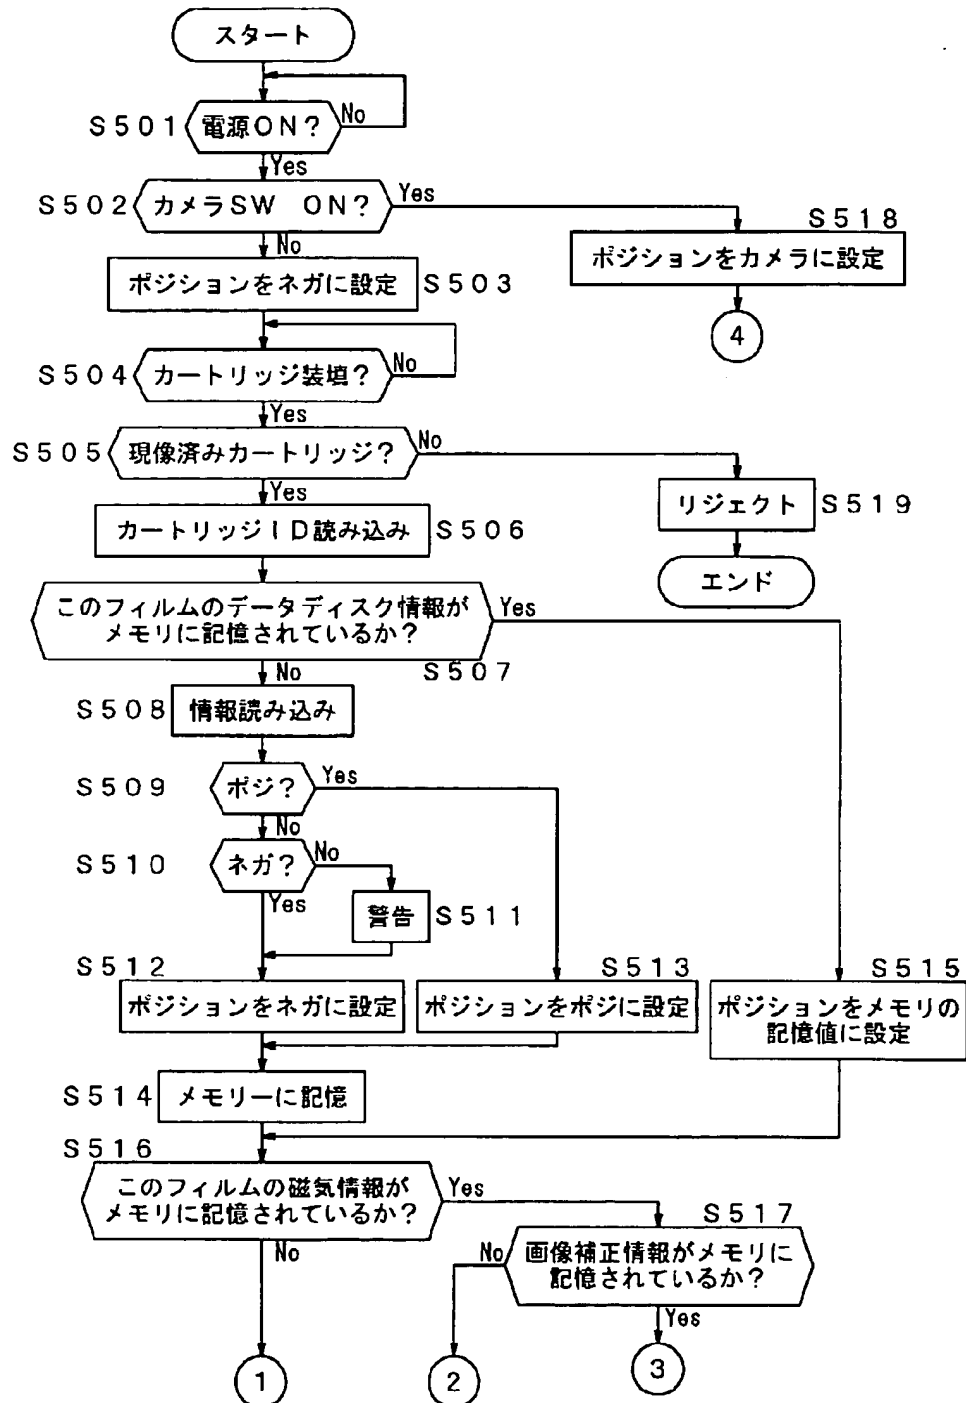 スタート
S501 電源ON? No
Yes
S502 カメラSW ON? Yes
No
S518
ポジションをカメラに設定
4
ポジションをネガに設定 S503
S504 カートリッジ装填? No
Yes
S505 現像済みカートリッジ? No
Yes
リジェクト S519
エンド
カートリッジID読み込み S506
このフィルムのデータディスク情報が
メモリに記憶されているか?
Yes
No
S507
S508 情報読み込み
S509 ポジ? Yes
No
S510 ネガ? No
Yes
警告 S511
S512
ポジションをネガに設定
S513
ポジションをポジに設定
S515
ポジションをメモリの
記憶値に設定
S514 メモリーに記憶
S516
このフィルムの磁気情報が
メモリに記憶されているか?
Yes
No
S517
画像補正情報がメモリに
記憶されているか?
No
Yes
1
2
3